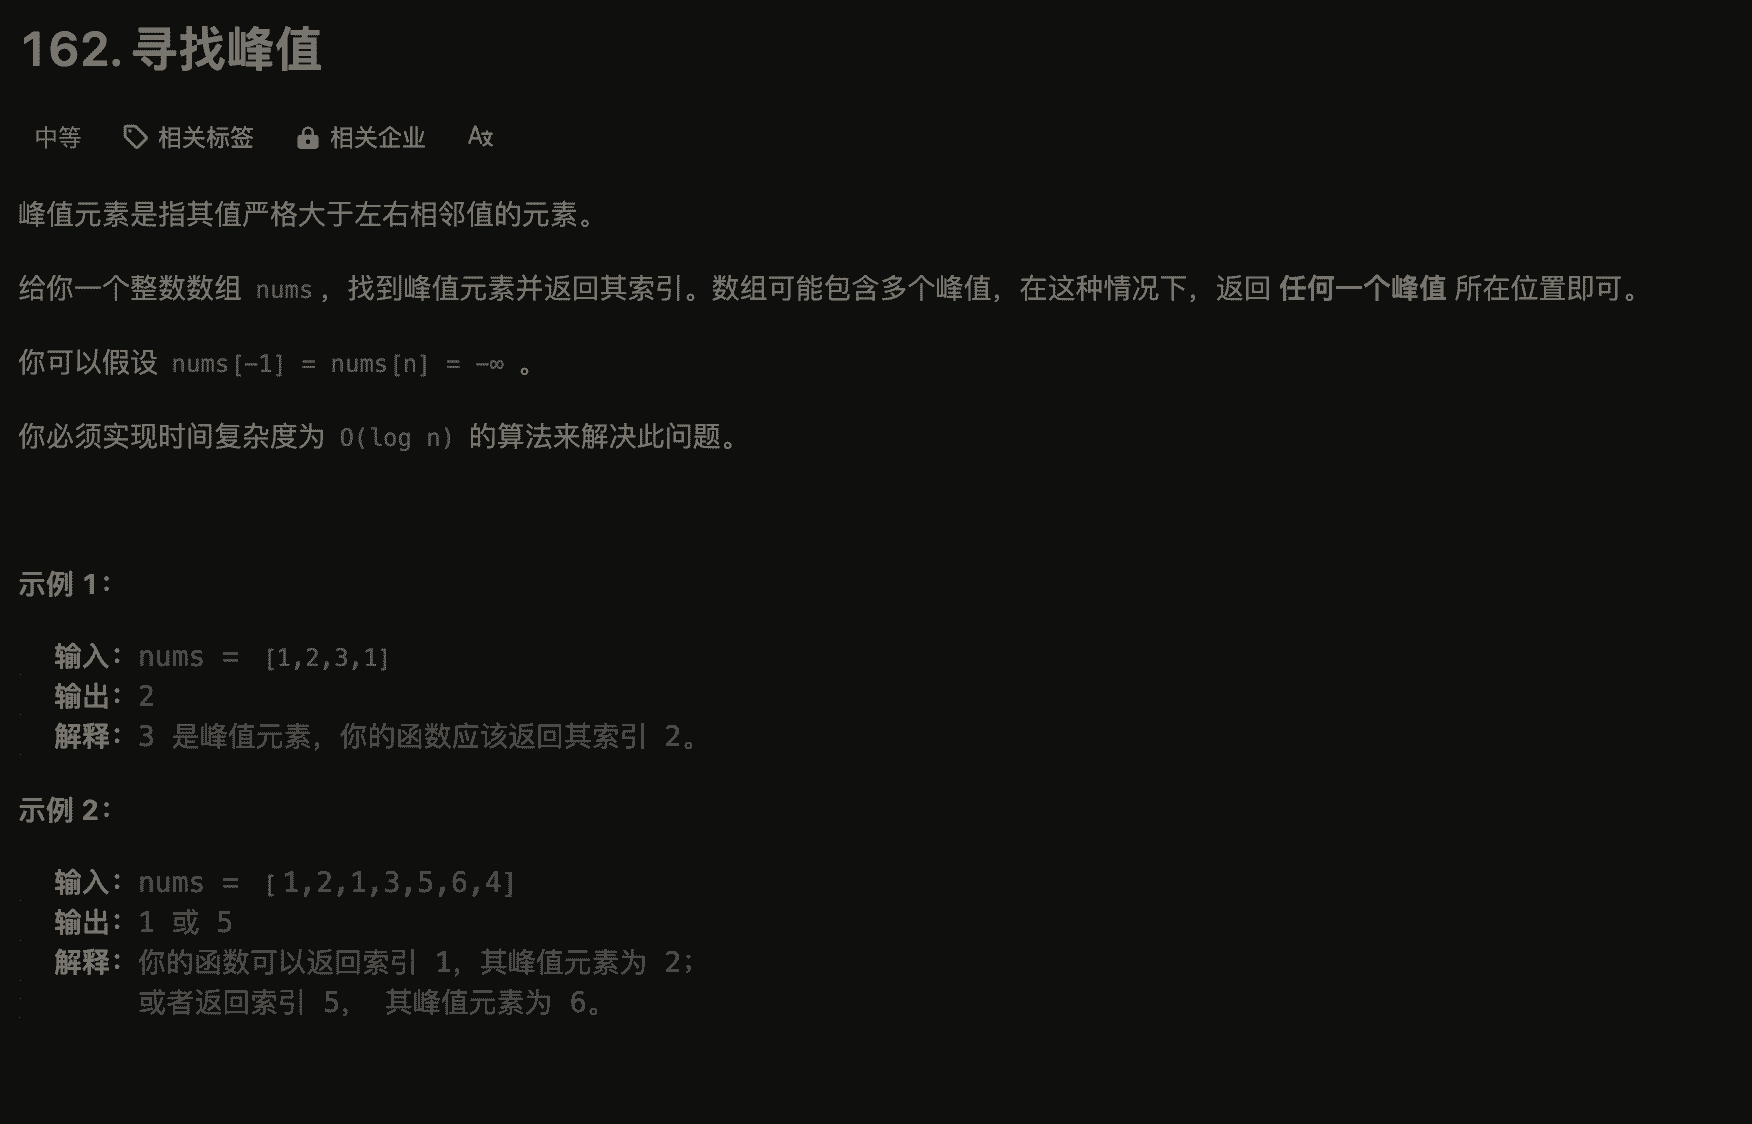 162. 寻找峰值
中等 相关标签 相关企业
峰值元素是指其值严格大于左右相邻值的元素。
给你一个整数数组 nums，找到峰值元素并返回其索引。数组可能包含多个峰值，在这种情况下，返回 任何一个峰值 所在位置即可。
你可以假设 nums[-1] = nums[n] = -∞ 。
你必须实现时间复杂度为 O(log n) 的算法来解决此问题。
示例 1：
输入：nums = [1,2,3,1]
输出：2
解释：3 是峰值元素，你的函数应该返回其索引 2。
示例 2：
输入：nums = [1,2,1,3,5,6,4]
输出：1 或 5
解释：你的函数可以返回索引 1，其峰值元素为 2；
或者返回索引 5， 其峰值元素为 6。